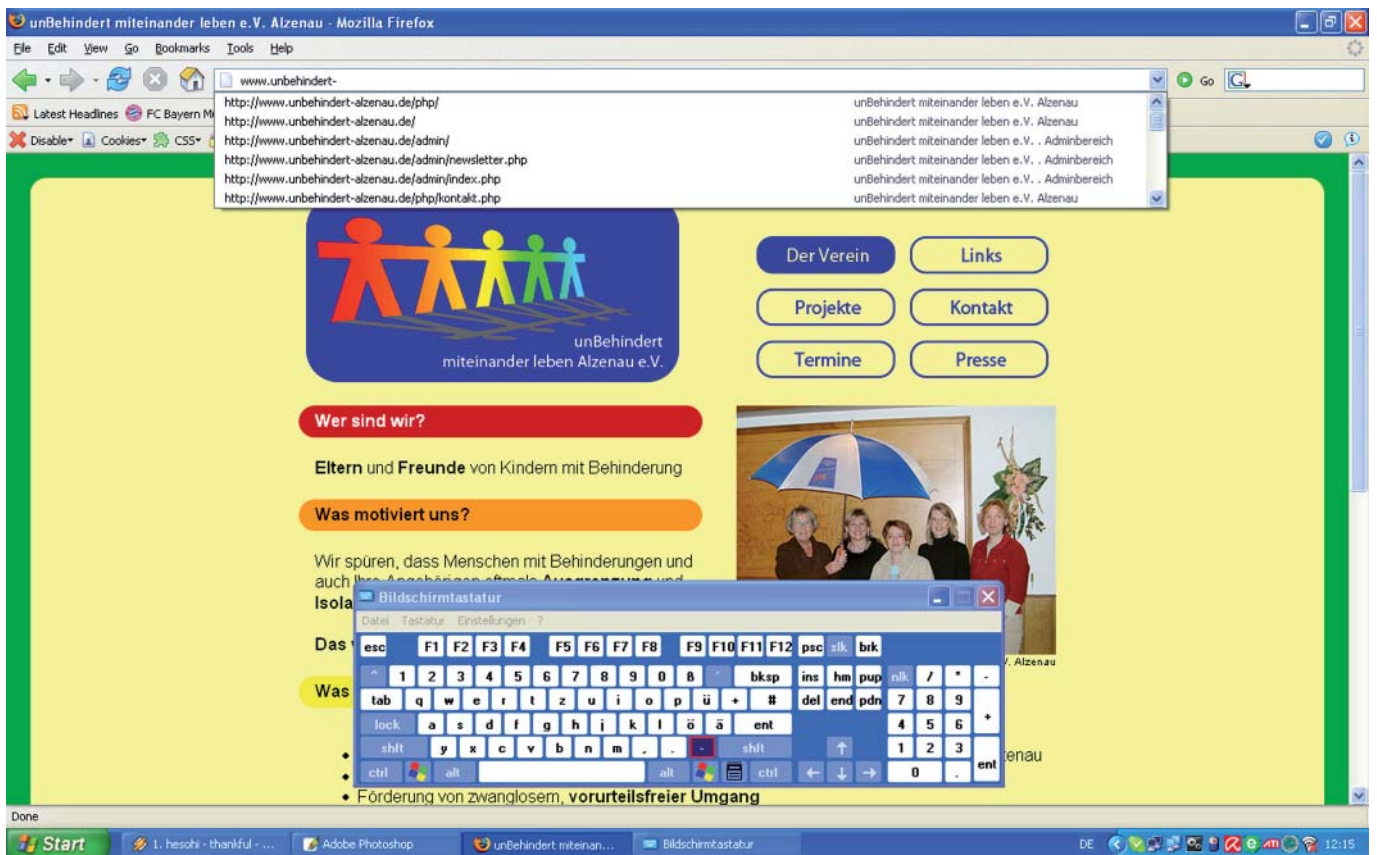 unBehindert miteinander leben e.V. Alzenau - Mozilla Firefox
File Edit View Go Bookmarks Tools Help
www.unbehindert-
Go
G
http://www.unbehindert-alzenau.de/php/ unBehindert miteinander leben e.V. Alzenau
http://www.unbehindert-alzenau.de/ unBehindert miteinander leben e.V. Alzenau
http://www.unbehindert-alzenau.de/admin/ unBehindert miteinander leben e.V. . Adminbereich
http://www.unbehindert-alzenau.de/admin/newsletter.php unBehindert miteinander leben e.V. . Adminbereich
http://www.unbehindert-alzenau.de/admin/index.php unBehindert miteinander leben e.V. . Adminbereich
http://www.unbehindert-alzenau.de/php/kontakt.php unBehindert miteinander leben e.V. Alzenau
Latest Headlines FC Bayern
Disable Cookies CSS
unBehindert
miteinander leben Alzenau e.V.
Der Verein Links
Projekte Kontakt
Termine Presse
Wer sind wir?
Eltern und Freunde von Kindern mit Behinderung
Was motiviert uns?
Wir spüren, dass Menschen mit Behinderungen und
auch Ausgrenzung und
Isola
Das
Was
V. Alzenau
enau
Förderung von zwanglosem, vorurteilsfreier Umgang
Bildschirmtastatur
Datei Tastatur Einstellungen ?
esc F1 F2 F3 F4 F5 F6 F7 F8 F9 F10 F11 F12 psc slk brk
^ 1 2 3 4 5 6 7 8 9 0 ß ´ bksp ins hm pup nlk / * -
tab q w e r t z u i o p ü + # del end pdn 7 8 9 +
lock a s d f g h j k l ö ä ent 4 5 6
shft y x c v b n m , . - shft ↑ 1 2 3 ent
ctrl alt alt ctrl ← ↓ → 0 .
Done
Start 1. hesohi - thankful - ... Adobe Photoshop unBehindert miteinan... Bildschirmtastatur DE 12:15